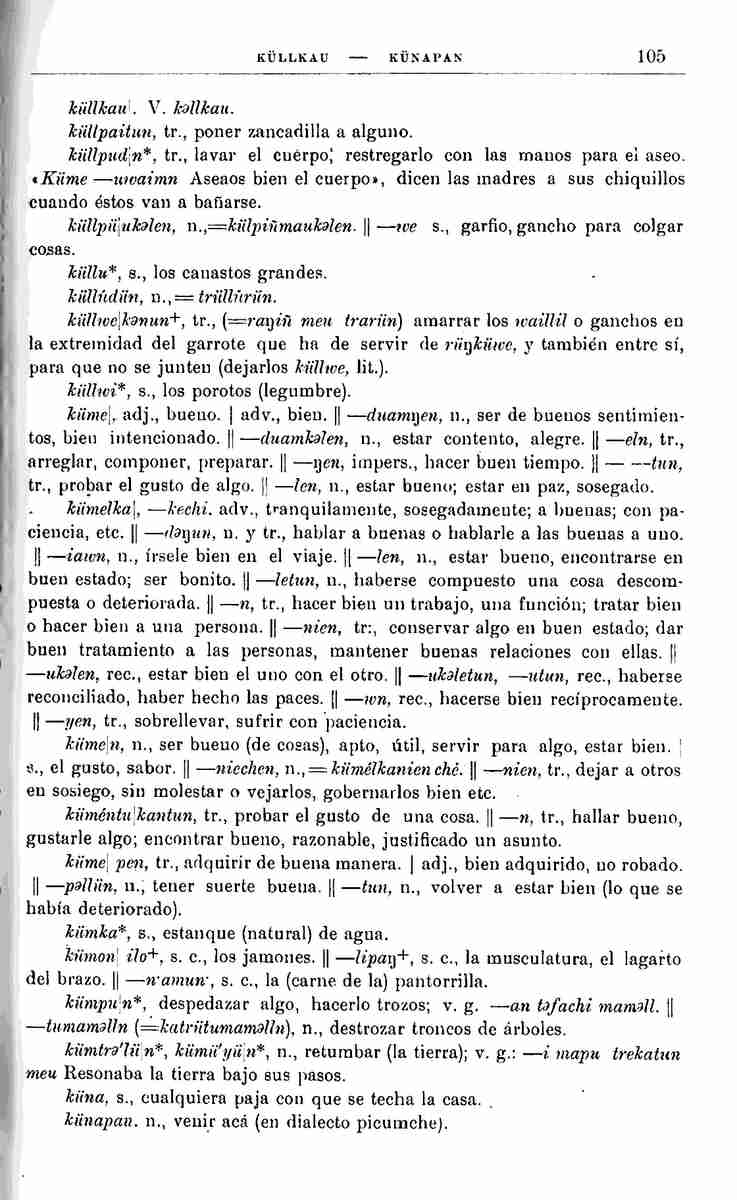 KÜLLKAU — KÜNAPAN 105
küllkau|. V. kəllkau.
küllpaitun, tr., poner zancadilla a alguno.
küllpud|n*, tr., lavar el cuerpo; restregarlo con las manos para el aseo.
«Küme —uwaimn Aseaos bien el cuerpo», dicen las madres a sus chiquillos
cuando éstos van a bañarse.
küllpü|ukəlen, n.,=külpiñmaukəlen. || —we s., garfio, gancho para colgar
cosas.
küllu*, s., los canastos grandes.
küllúdün, n.,= trüllúrün.
küllwe|kənun+, tr., (=raŋiñ meu trarün) amarrar los waillil o ganchos en
la extremidad del garrote que ha de servir de rüŋküwe, y también entre sí,
para que no se junten (dejarlos küllwe, lit.).
küllwi*, s., los porotos (legumbre).
küme|, adj., bueno. | adv., bien. || —duamŋen, n., ser de buenos sentimien-
tos, bien intencionado. || —duamkəlen, n., estar contento, alegre. || —eln, tr.,
arreglar, componer, preparar. || —ŋen, impers., hacer buen tiempo. || — —tun,
tr., probar el gusto de algo. || —len, n., estar bueno; estar en paz, sosegado.
kümelka|, —kechi. adv., tranquilamente, sosegadamente; a buenas; con pa-
ciencia, etc. || —dəŋun, n. y tr., hablar a buenas o hablarle a las buenas a uno.
|| —iawn, n., írsele bien en el viaje. || —len, n., estar bueno, encontrarse en
buen estado; ser bonito. || —letun, n., haberse compuesto una cosa descom-
puesta o deteriorada. || —n, tr., hacer bien un trabajo, una función; tratar bien
o hacer bien a una persona. || —nien, tr:, conservar algo en buen estado; dar
buen tratamiento a las personas, mantener buenas relaciones con ellas. ||
—ukəlen, rec., estar bien el uno con el otro. || —ukəletun, —utun, rec., haberse
reconciliado, haber hecho las paces. || —wn, rec., hacerse bien recíprocamente.
|| —yen, tr., sobrellevar, sufrir con paciencia.
küme|n, n., ser bueno (de cosas), apto, útil, servir para algo, estar bien. |
s., el gusto, sabor. || —niechen, n.,=kümélkanien ché. || —nien, tr., dejar a otros
en sosiego, sin molestar o vejarlos, gobernarlos bien etc.
küméntu|kantun, tr., probar el gusto de una cosa. || —n, tr., hallar bueno,
gustarle algo; encontrar bueno, razonable, justificado un asunto.
küme| pen, tr., adquirir de buena manera. | adj., bien adquirido, no robado.
|| —pəllün, n., tener suerte buena. || —tun, n., volver a estar bien (lo que se
había deteriorado).
kümka*, s., estanque (natural) de agua.
kümon| ilo+, s. c., los jamones. || —lipaŋ+, s. c., la musculatura, el lagarto
del brazo. || —n·amun·, s. c., la (carne de la) pantorrilla.
kümpu|n*, despedazar algo, hacerlo trozos; v. g. —an təfachi maməll. ||
—tumaməlln (=katrütumaməlln), n., destrozar troncos de árboles.
kümtrə'lü|n*, kümü'yü|n*, n., retumbar (la tierra); v. g.: —i mapu trekatun
meu Resonaba la tierra bajo sus pasos.
küna, s., cualquiera paja con que se techa la casa.
künapan. n., venir acá (en dialecto picumche).